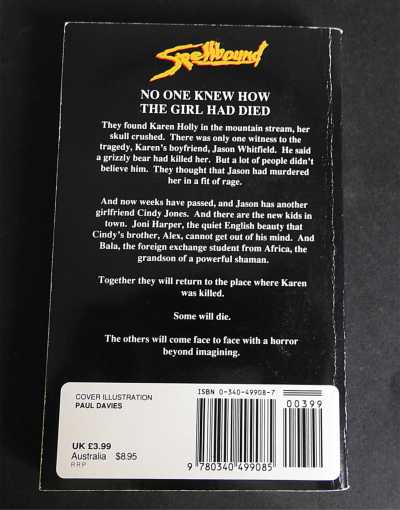 Spellbound
NO ONE KNEW HOW
THE GIRL HAD DIED
They found Karen Holly in the mountain stream, her
skull crushed. There was only one witness to the
tragedy, Karen's boyfriend, Jason Whitfield. He said
a grizzly bear had killed her. But a lot of people didn't
believe him. They thought that Jason had murdered
her in a fit of rage.
And now weeks have passed, and Jason has another
girlfriend Cindy Jones. And there are the new kids in
town. Joni Harper, the quiet English beauty that
Cindy's brother, Alex, cannot get out of his mind. And
Bala, the foreign exchange student from Africa, the
grandson of a powerful shaman.
Together they will return to the place where Karen
was killed.
Some will die.
The others will come face to face with a horror
beyond imagining.
COVER ILLUSTRATION
PAUL DAVIES
UK £3.99
Australia $8.95
R R P
ISBN 0-340-49908-7
00399
9 780340 499085